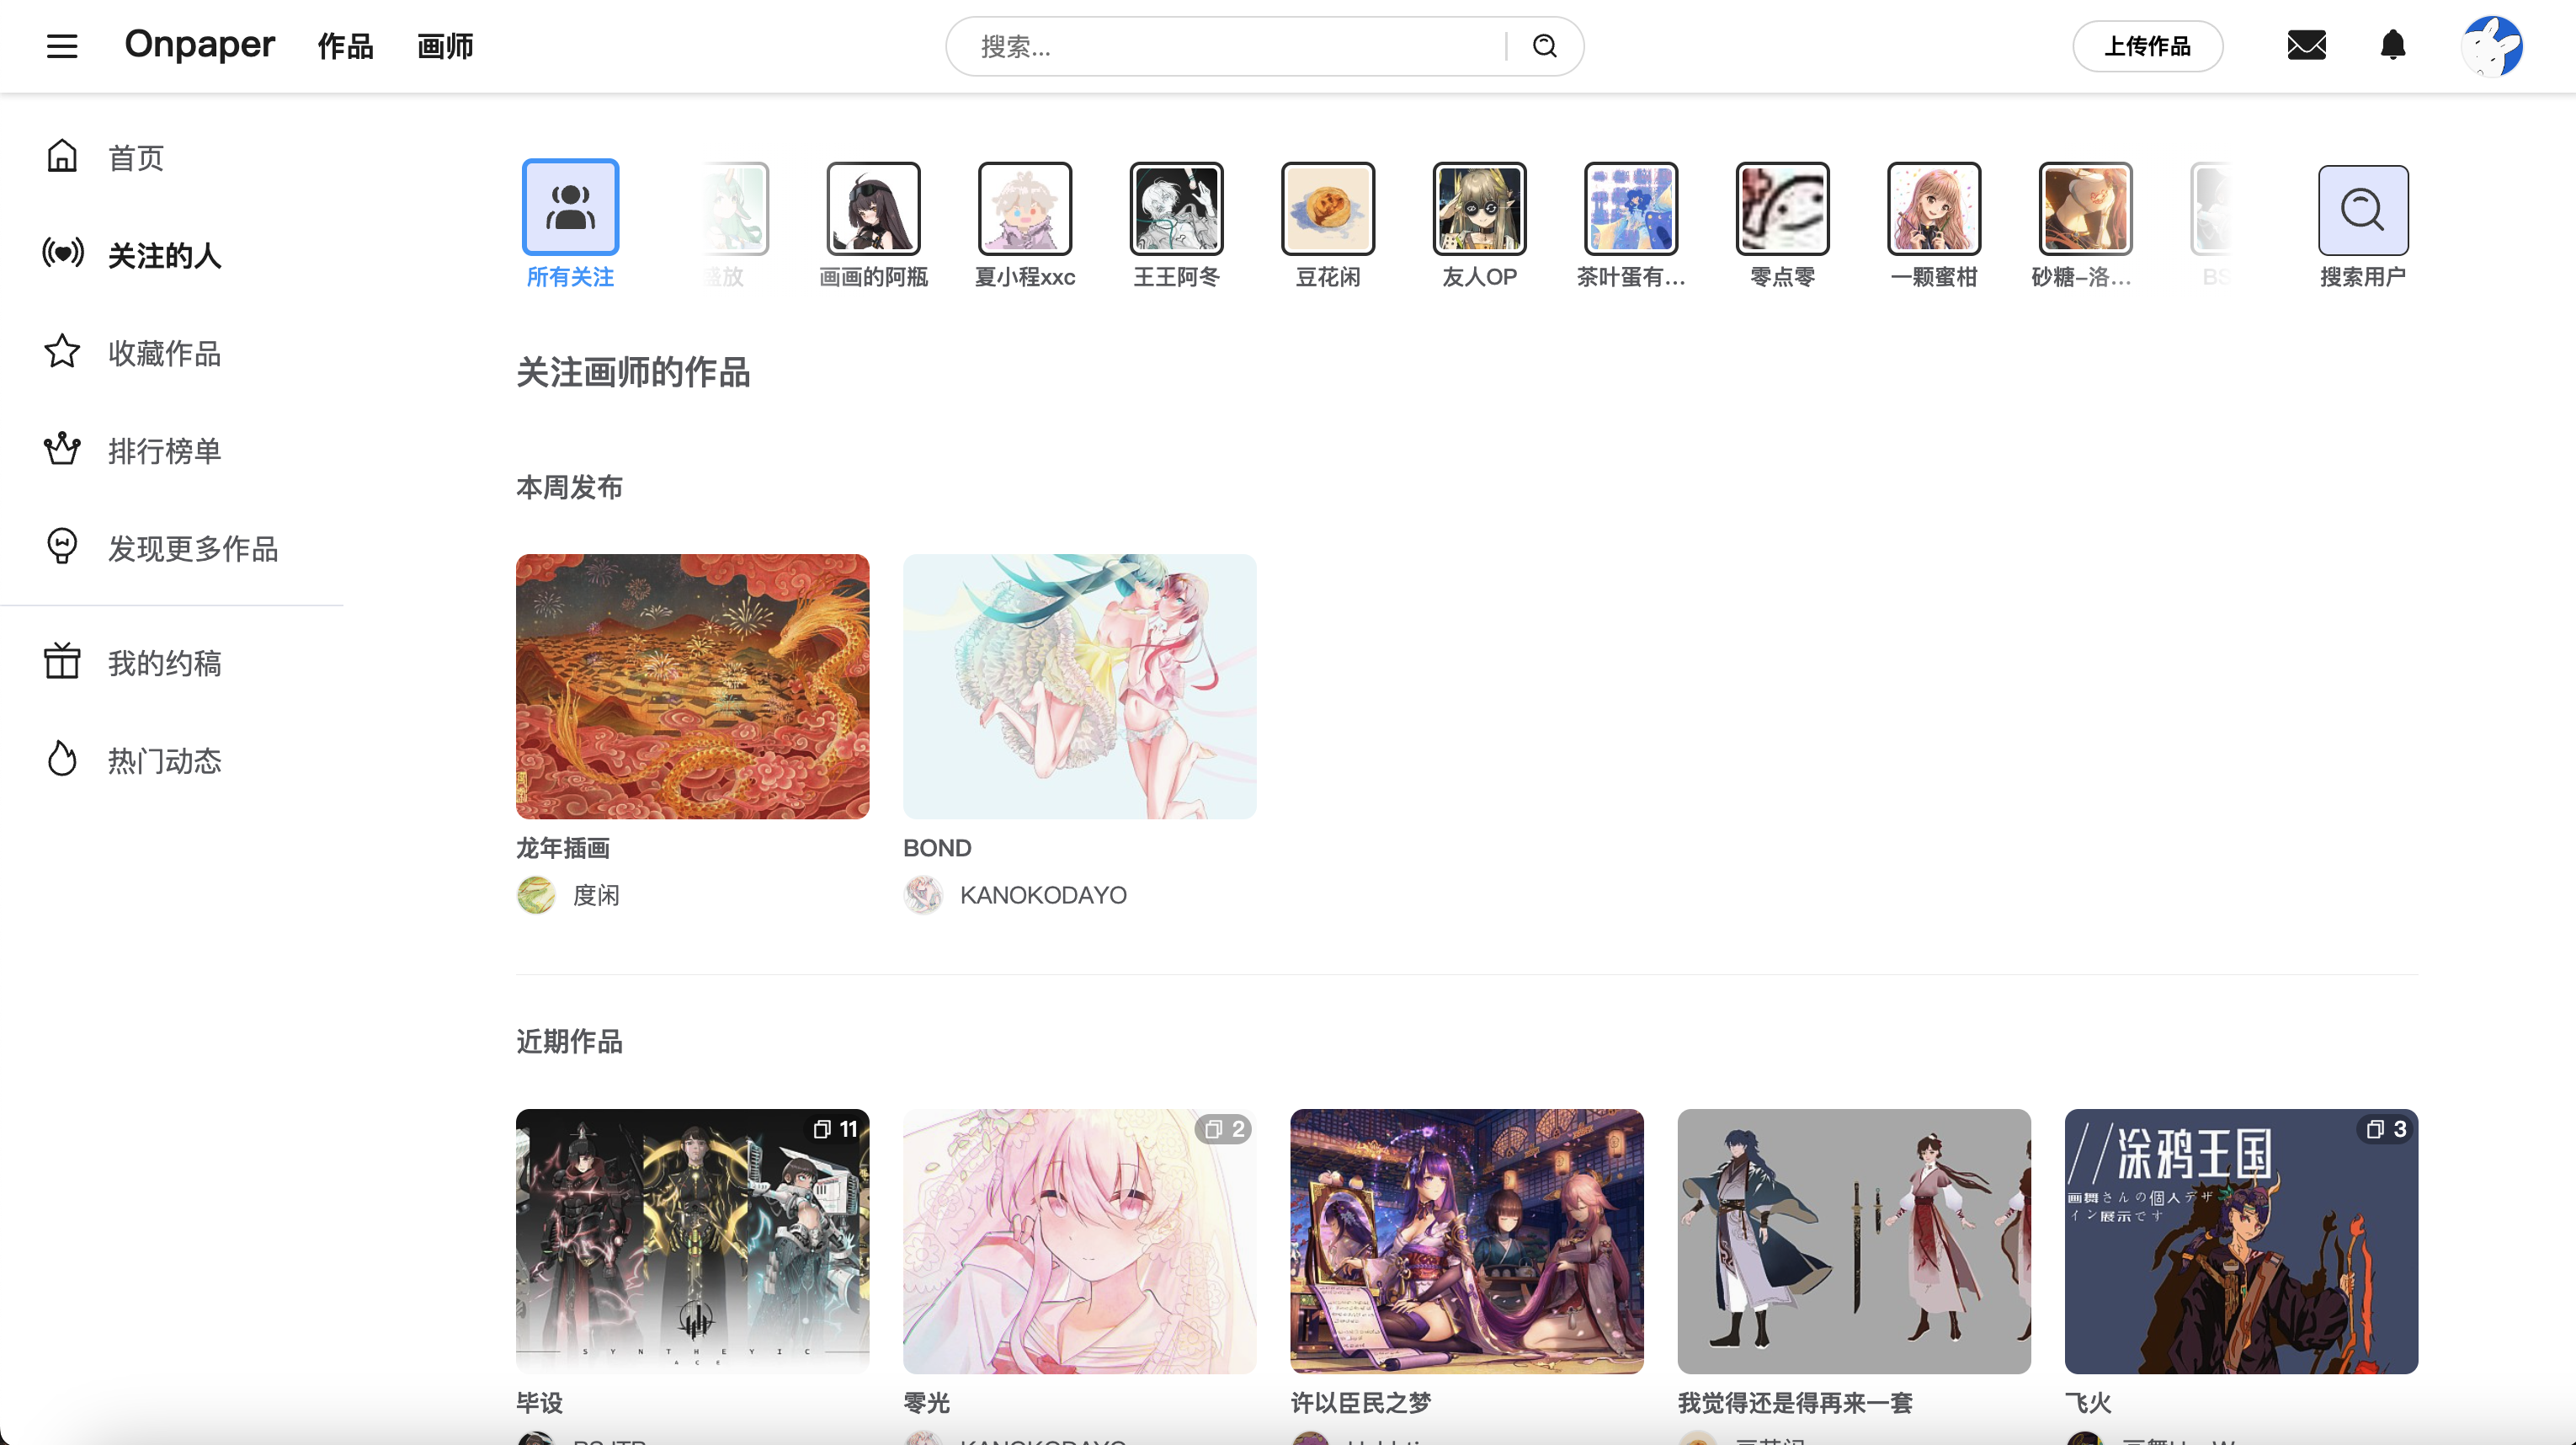 Onpaper 作品 画师 搜索... 上传作品
首页
关注的人
收藏作品
排行榜单
发现更多作品
我的约稿
热门动态
所有关注 盛放 画画的阿瓶 夏小程xxc 王王阿冬 豆花闲 友人OP 茶叶蛋有... 零点零 一颗蜜柑 砂糖-洛... 搜索用户
关注画师的作品
本周发布
龙年插画 BOND
度闲 KANOKODAYO
近期作品
11 2 3
//涂鸦王国
画舞さんの個人デザ
イン展示です
SYNTHEYIC
ACE
毕设 零光 许以臣民之梦 我觉得还是得再来一套 飞火
KANOKODAYO